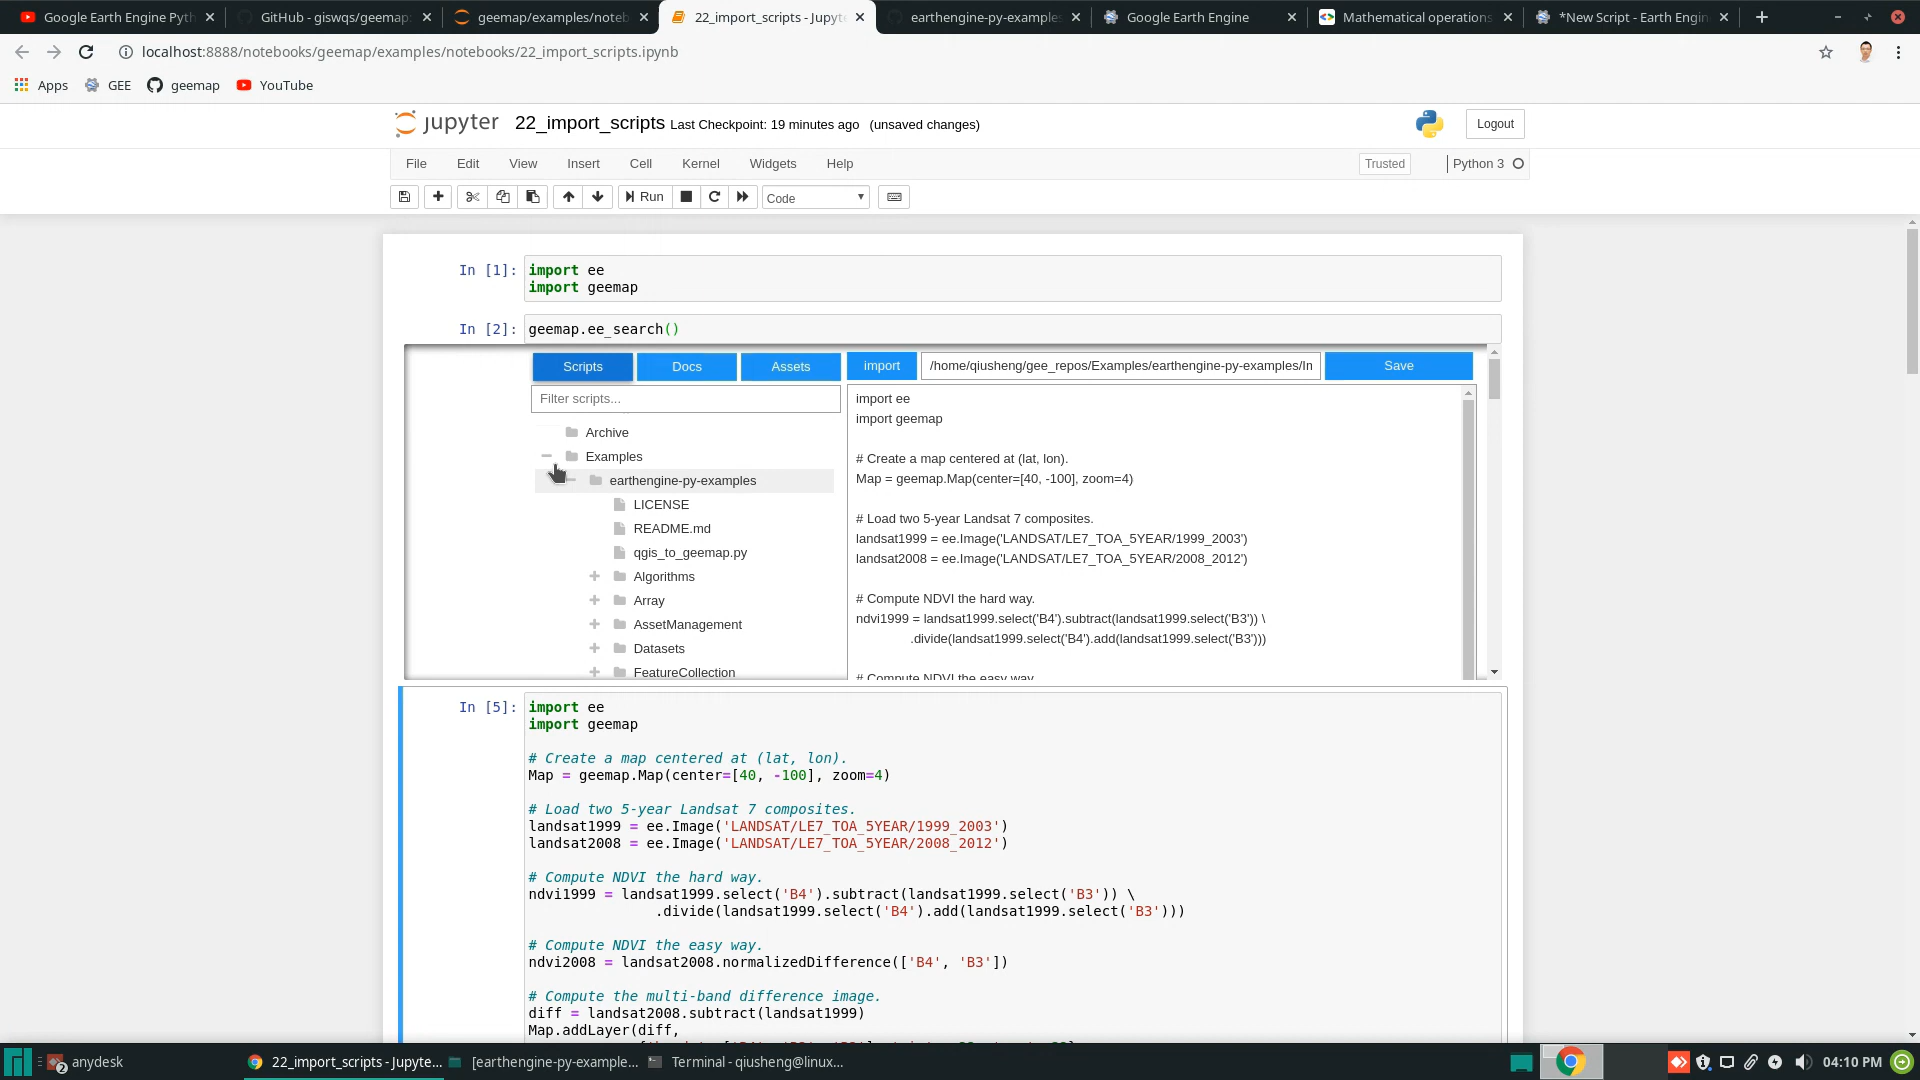 Google Earth Engine Pyth
GitHub - giswqs/geemap:
geemap/examples/noteb
22_import_scripts - Jupyte
earthengine-py-examples
Google Earth Engine
Mathematical operations
*New Script - Earth Engin
localhost:8888/notebooks/geemap/examples/notebooks/22_import_scripts.ipynb
Apps GEE geemap YouTube
jupyter 22_import_scripts Last Checkpoint: 19 minutes ago (unsaved changes) Logout
File Edit View Insert Cell Kernel Widgets Help Trusted Python 3
Run Code
In [1]: import ee
import geemap
In [2]: geemap.ee_search()
Scripts Docs Assets import /home/qiusheng/gee_repos/Examples/earthengine-py-examples/In Save
Filter scripts...
Archive
Examples
earthengine-py-examples
LICENSE
README.md
qgis_to_geemap.py
Algorithms
Array
AssetManagement
Datasets
FeatureCollection
import ee
import geemap
# Create a map centered at (lat, lon).
Map = geemap.Map(center=[40, -100], zoom=4)
# Load two 5-year Landsat 7 composites.
landsat1999 = ee.Image('LANDSAT/LE7_TOA_5YEAR/1999_2003')
landsat2008 = ee.Image('LANDSAT/LE7_TOA_5YEAR/2008_2012')
# Compute NDVI the hard way.
ndvi1999 = landsat1999.select('B4').subtract(landsat1999.select('B3')) \
.divide(landsat1999.select('B4').add(landsat1999.select('B3')))
# Compute NDVI the easy way
In [5]: import ee
import geemap
# Create a map centered at (lat, lon).
Map = geemap.Map(center=[40, -100], zoom=4)
# Load two 5-year Landsat 7 composites.
landsat1999 = ee.Image('LANDSAT/LE7_TOA_5YEAR/1999_2003')
landsat2008 = ee.Image('LANDSAT/LE7_TOA_5YEAR/2008_2012')
# Compute NDVI the hard way.
ndvi1999 = landsat1999.select('B4').subtract(landsat1999.select('B3')) \
.divide(landsat1999.select('B4').add(landsat1999.select('B3')))
# Compute NDVI the easy way.
ndvi2008 = landsat2008.normalizedDifference(['B4', 'B3'])
# Compute the multi-band difference image.
diff = landsat2008.subtract(landsat1999)
Map.addLayer(diff,
2 anydesk 22_import_scripts - Jupyte... [earthengine-py-example... Terminal - qiusheng@linux... 04:10 PM